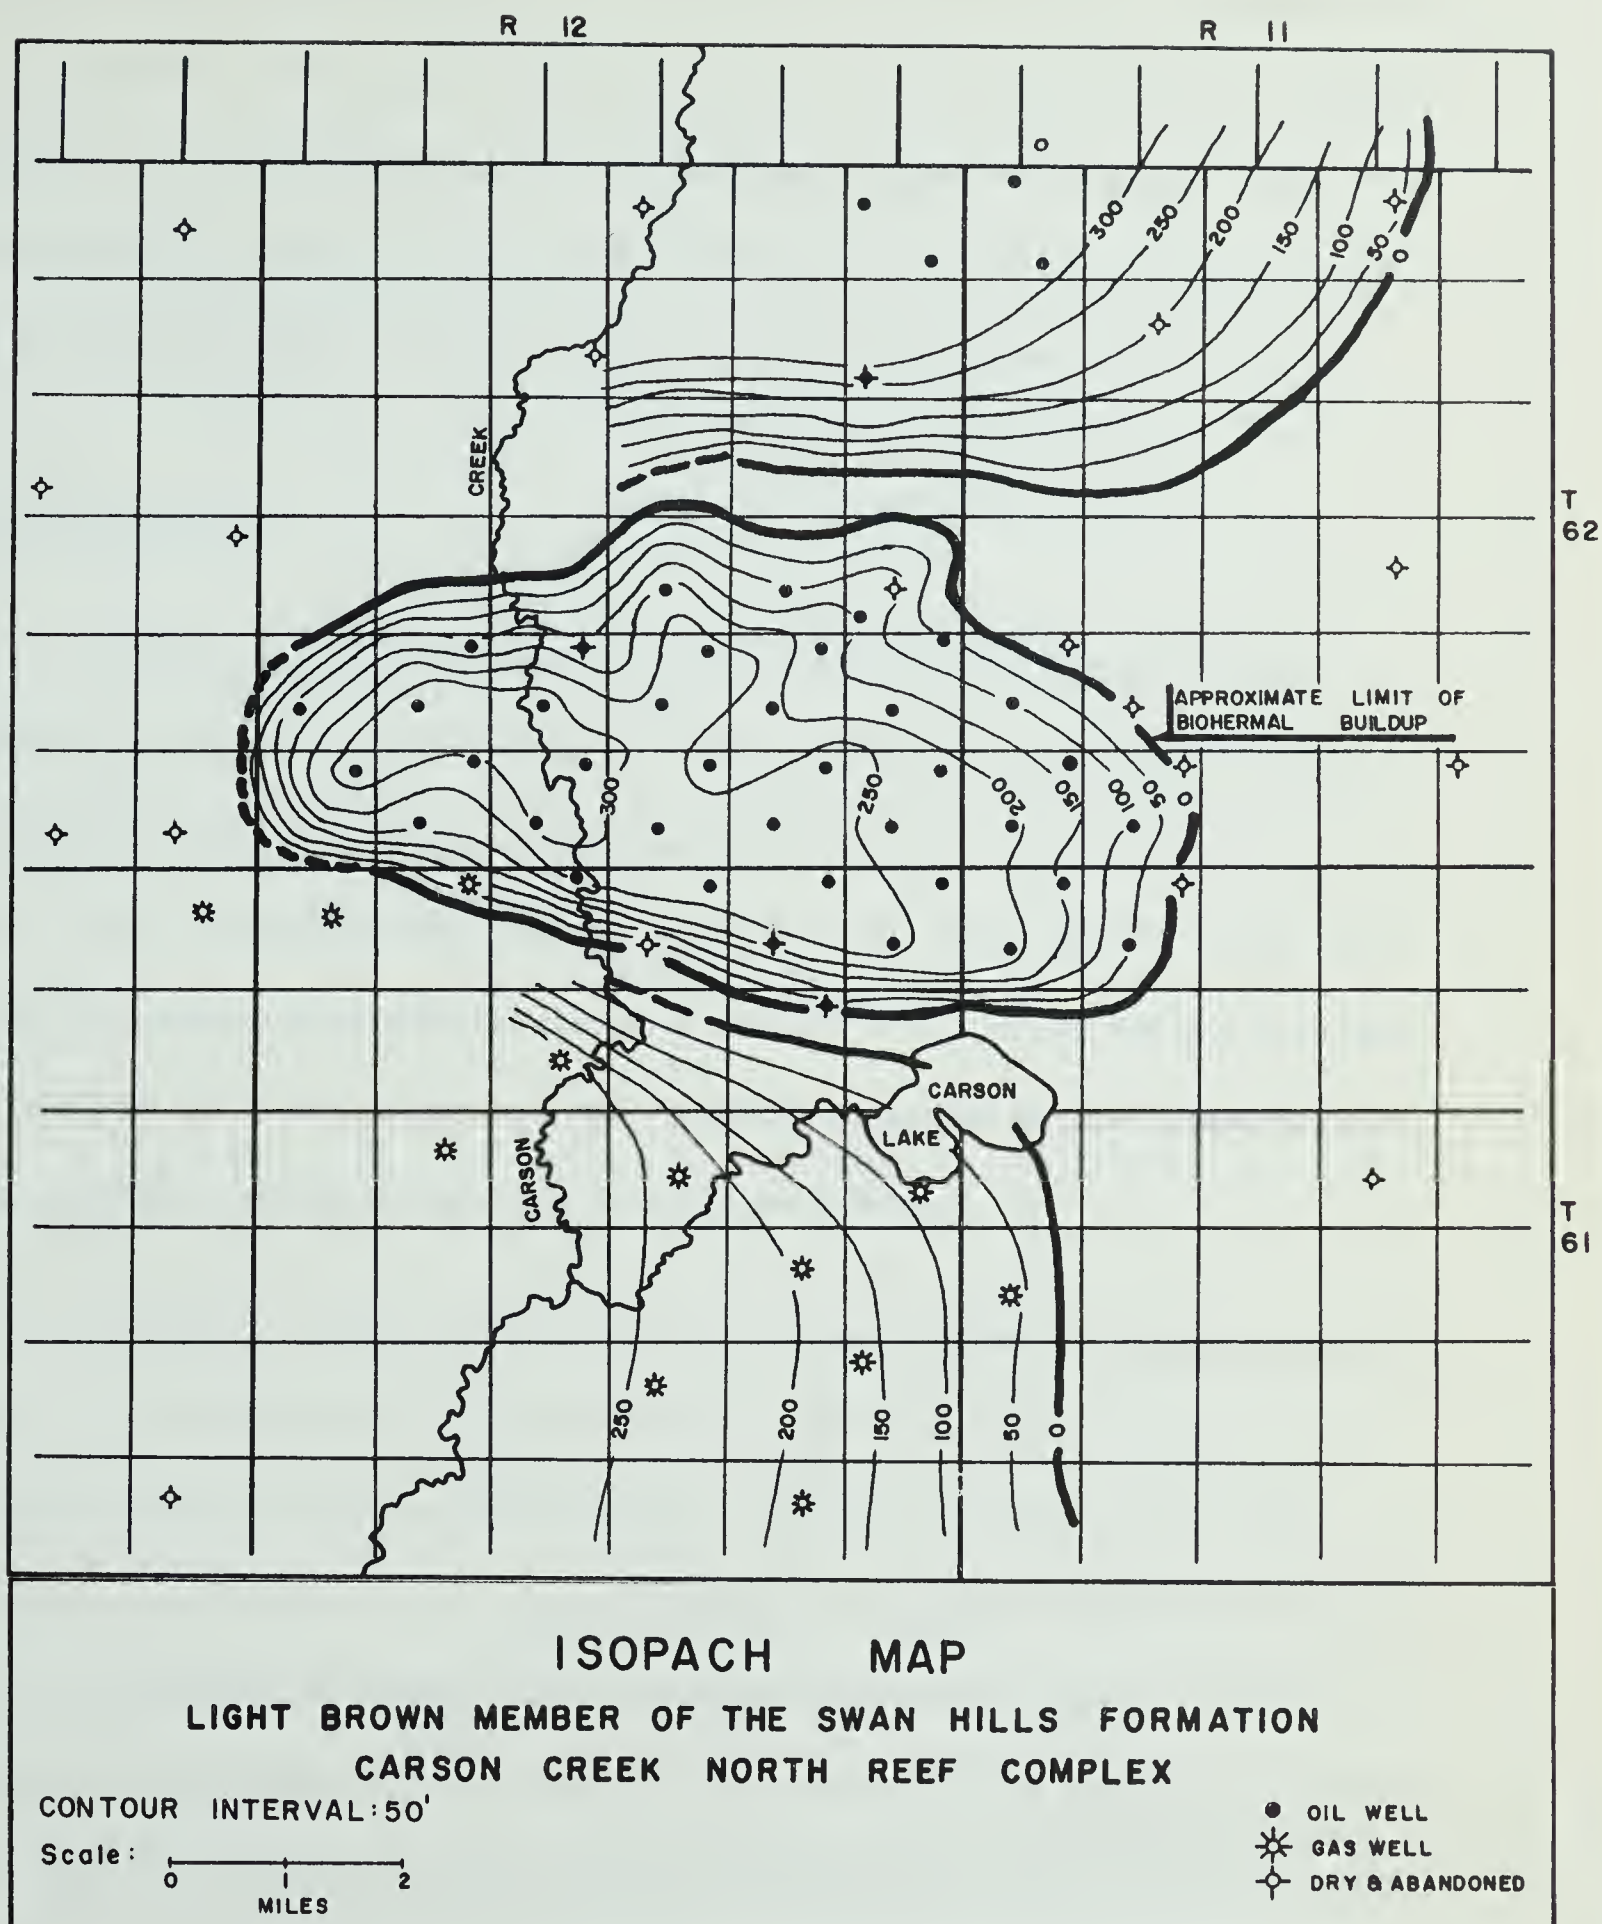 R 12
R 11
300
250
200
150
100
50
0
CREEK
T
62
APPROXIMATE LIMIT OF
BIOHERMAL BUILDUP
300
250
200
150
100
50
0
CARSON
LAKE
CARSON
T
61
250
200
150
100
50
0
ISOPACH MAP
LIGHT BROWN MEMBER OF THE SWAN HILLS FORMATION
CARSON CREEK NORTH REEF COMPLEX
CONTOUR INTERVAL: 50'
Scale:
0 1 2
MILES
OIL WELL
GAS WELL
DRY & ABANDONED